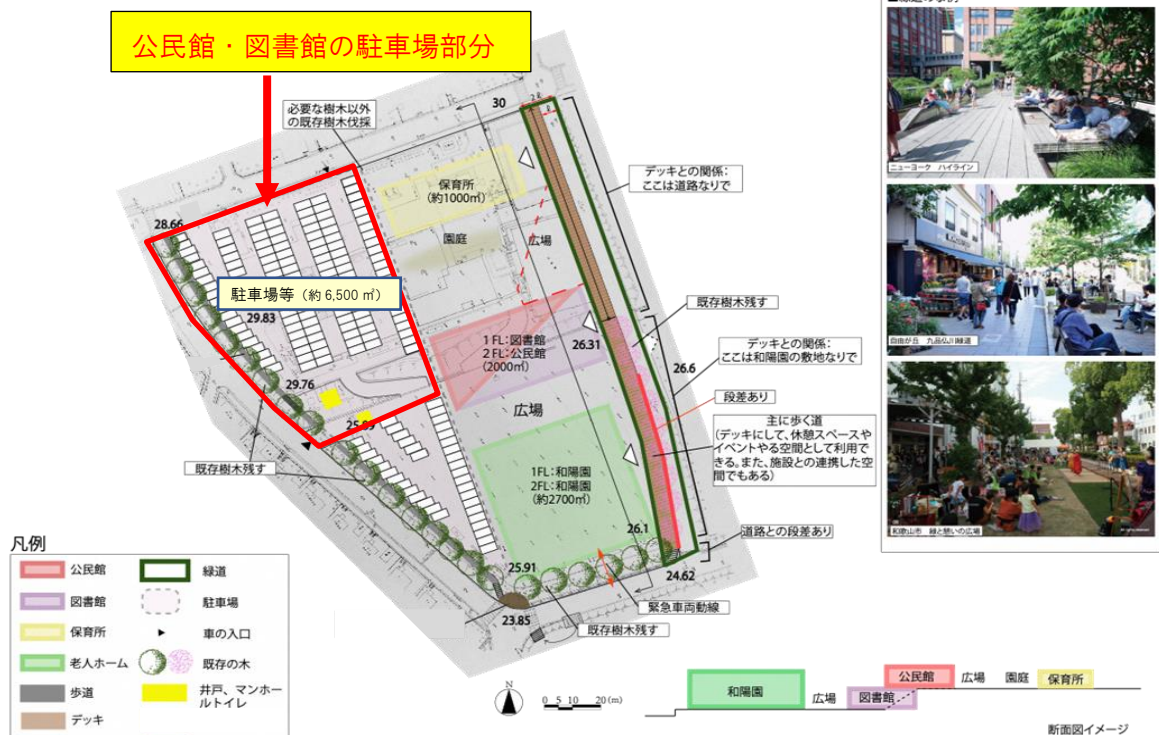 公民館・図書館の駐車場部分
必要な樹木以外
の既存樹木伐採
30
保育所
(約1000㎡)
園庭
広場
デッキとの関係:
ここは道路なりで
28.66
駐車場等（約 6,500 ㎡）
29.83
既存樹木残す
1FL:図書館
2FL:公民館
(2000㎡)
26.31
デッキとの関係:
ここは和陽園の敷地なりで
26.6
29.76
広場
段差あり
主に歩く道
(デッキにして、休憩スペースや
イベントやる空間として利用で
きる。また、施設との連携した空
間でもある)
既存樹木残す
1FL:和陽園
2FL:和陽園
(約2700㎡)
26.1
道路との段差あり
25.91
24.62
緊急車両動線
23.85
既存樹木残す
ニューヨーク ハイライン
自由が丘 九品仏川緑道
和歌山市 緑と憩いの広場
凡例
公民館
緑道
図書館
駐車場
保育所
車の入口
老人ホーム
既存の木
歩道
井戸、マンホー
ルトイレ
デッキ
N
0 5 10 20(m)
和陽園
広場
図書館
公民館
広場
園庭
保育所
断面図イメージ